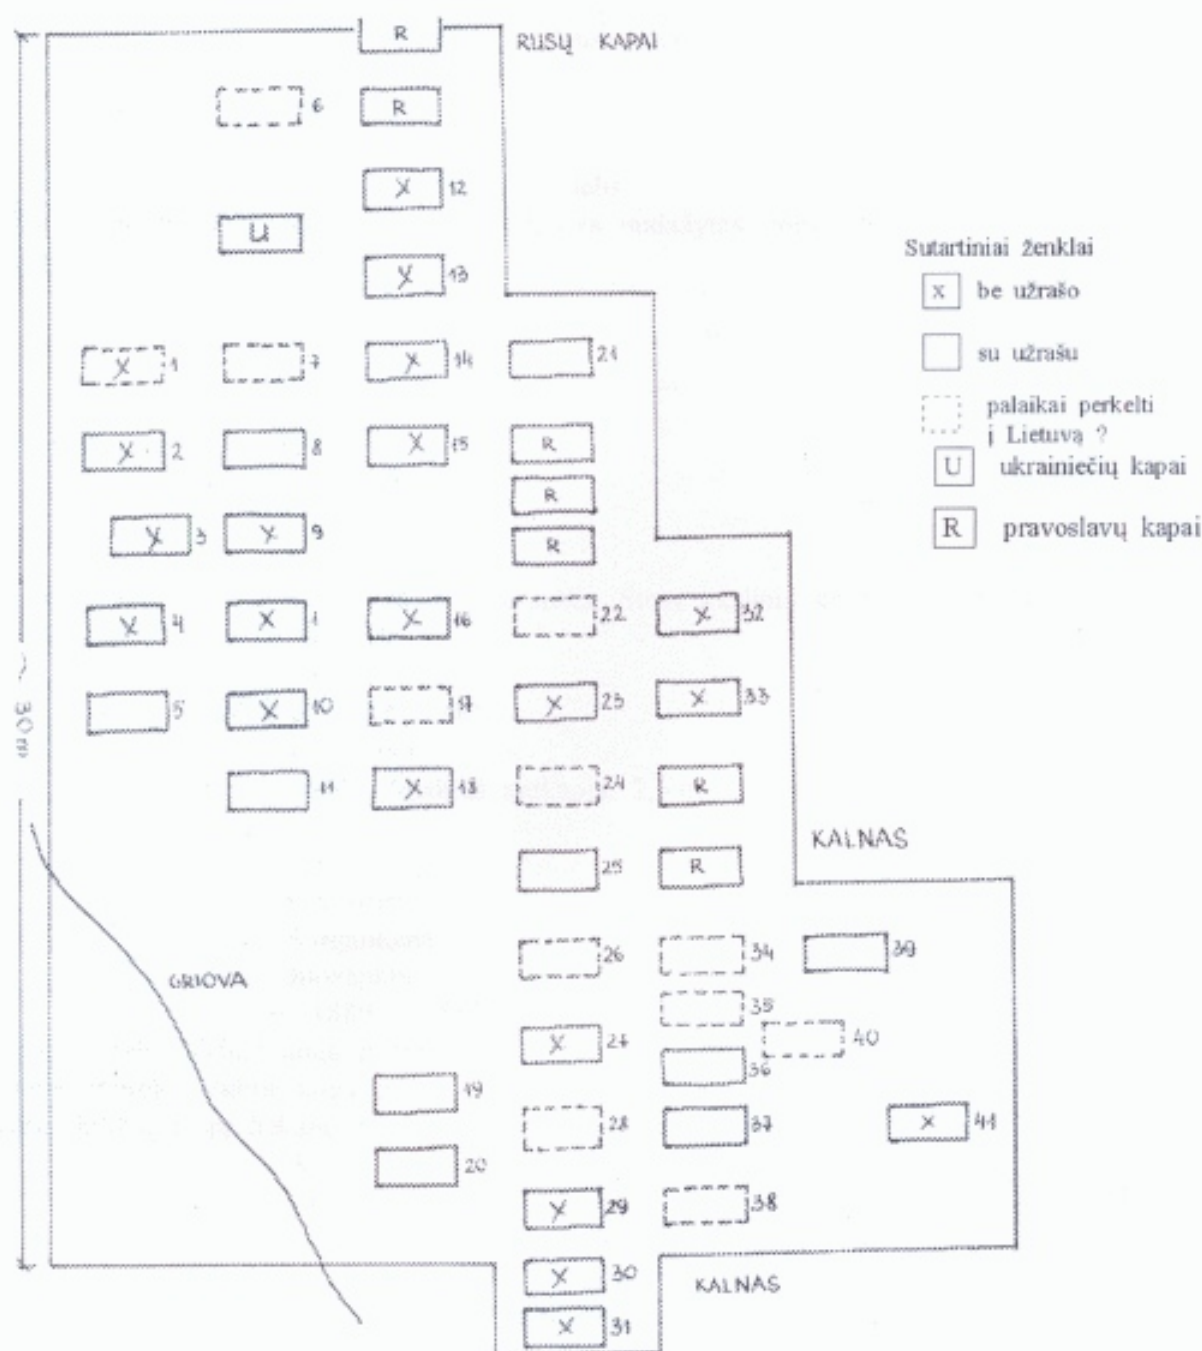 R
RUSŲ KAPAI
6
R
X 12
U
X 13
X 1
7
X 14
21
X 2
8
X 15
R
R
X 3
X 9
R
X 4
X 1
X 16
22
X 32
5
X 10
17
X 23
X 33
11
X 18
24
R
25
R
KALNAS
26
34
39
GRIOVA
35
X 27
40
36
19
28
37
X 41
20
X 29
38
X 30
KALNAS
X 31
30 m
Sutartiniai ženklai
x be užrašo
su užrašu
palaikai perkelti
į Lietuvą ?
U ukrainiečių kapai
R pravoslavų kapai